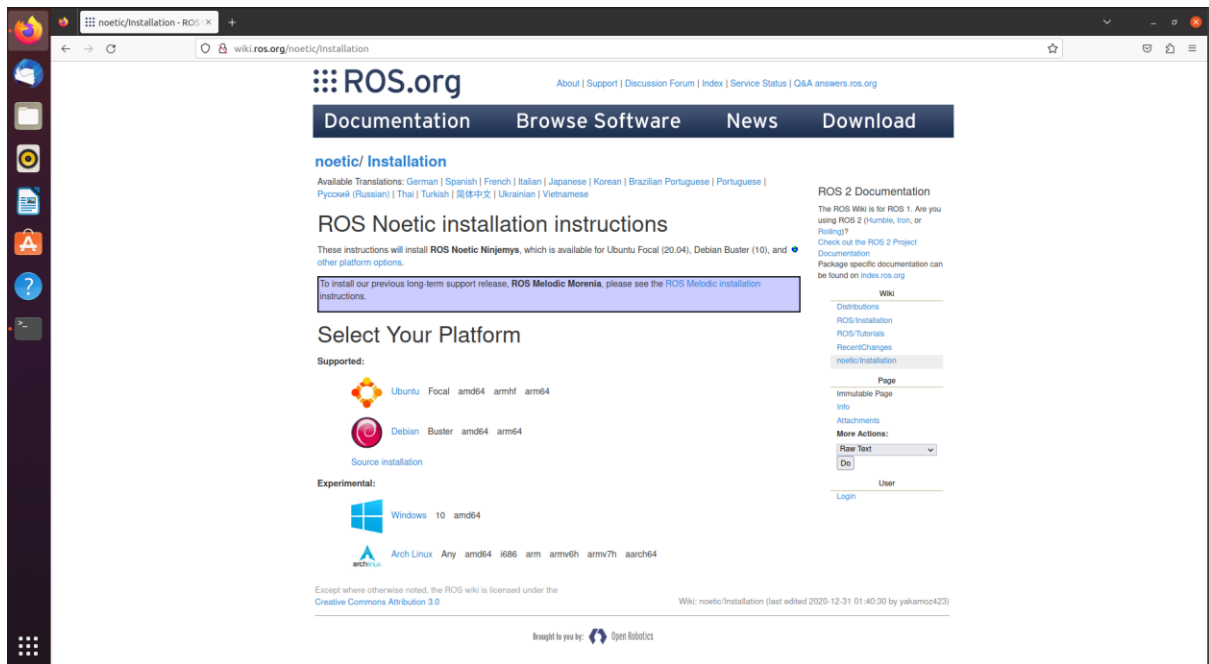 noetic/Installation - ROS
wiki.ros.org/noetic/Installation
ROS.org
About | Support | Discussion Forum | Index | Service Status | Q&A answers.ros.org
Documentation Browse Software News Download
noetic/ Installation
Available Translations: German | Spanish | French | Italian | Japanese | Korean | Brazilian Portuguese | Portuguese |
Русский (Russian) | Thai | Turkish | 简体中文 | Ukrainian | Vietnamese
ROS Noetic installation instructions
These instructions will install ROS Noetic Ninjemys, which is available for Ubuntu Focal (20.04), Debian Buster (10), and
other platform options.
To install our previous long-term support release, ROS Melodic Morenia, please see the ROS Melodic installation
instructions.
Select Your Platform
Supported:
Ubuntu Focal amd64 armhf arm64
Debian Buster amd64 arm64
Source installation
Experimental:
Windows 10 amd64
archlinux
Arch Linux Any amd64 i686 arm armv6h armv7h aarch64
ROS 2 Documentation
The ROS Wiki is for ROS 1. Are you
using ROS 2 (Humble, Iron, or
Rolling)?
Check out the ROS 2 Project
Documentation
Package specific documentation can
be found on index.ros.org
Wiki
Distributions
ROS/Installation
ROS/Tutorials
RecentChanges
noetic/Installation
Page
Immutable Page
Info
Attachments
More Actions:
Raw Text
Do
User
Login
Except where otherwise noted, the ROS wiki is licensed under the
Creative Commons Attribution 3.0
Wiki: noetic/Installation (last edited 2020-12-31 01:40:30 by yakamoz423)
Brought to you by: Open Robotics